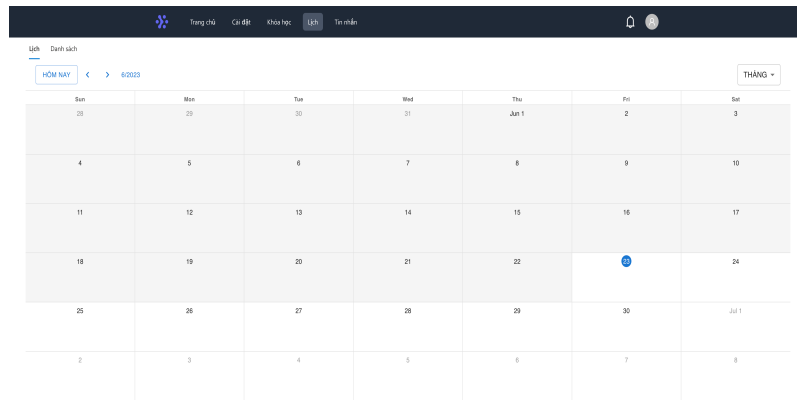 Trang chủ Cài đặt Khóa học Lịch Tin nhắn
Lịch Danh sách
HÔM NAY 6/2023 THÁNG
Sun Mon Tue Wed Thu Fri Sat
28 29 30 31 Jun 1 2 3
4 5 6 7 8 9 10
11 12 13 14 15 16 17
18 19 20 21 22 23 24
25 26 27 28 29 30 Jul 1
2 3 4 5 6 7 8